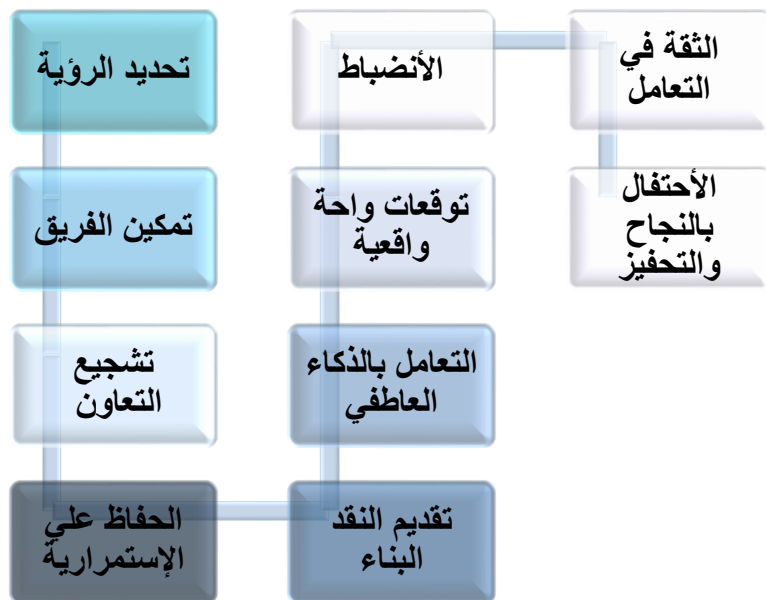 تحديد الرؤية
تمكين الفريق
تشجيع
التعاون
الحفاظ علي
الإستمرارية
تقديم النقد
البناء
التعامل بالذكاء
العاطفي
توقعات واحة
واقعية
الأنضباط
الثقة في
التعامل
الأحتفال
بالنجاح
والتحفيز